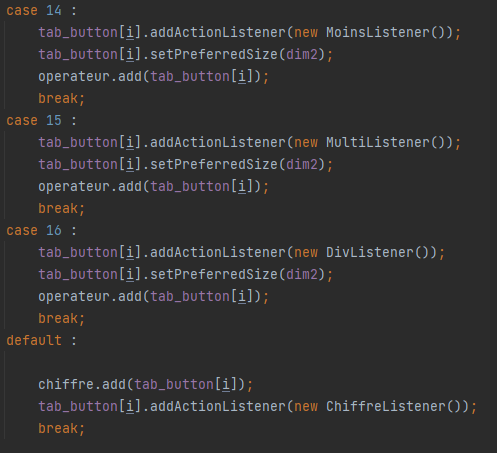 case 14 :
    tab_button[i].addActionListener(new MoinsListener());
    tab_button[i].setPreferredSize(dim2);
    operateur.add(tab_button[i]);
    break;
case 15 :
    tab_button[i].addActionListener(new MultiListener());
    tab_button[i].setPreferredSize(dim2);
    operateur.add(tab_button[i]);
    break;
case 16 :
    tab_button[i].addActionListener(new DivListener());
    tab_button[i].setPreferredSize(dim2);
    operateur.add(tab_button[i]);
    break;
default :
    chiffre.add(tab_button[i]);
    tab_button[i].addActionListener(new ChiffreListener());
    break;